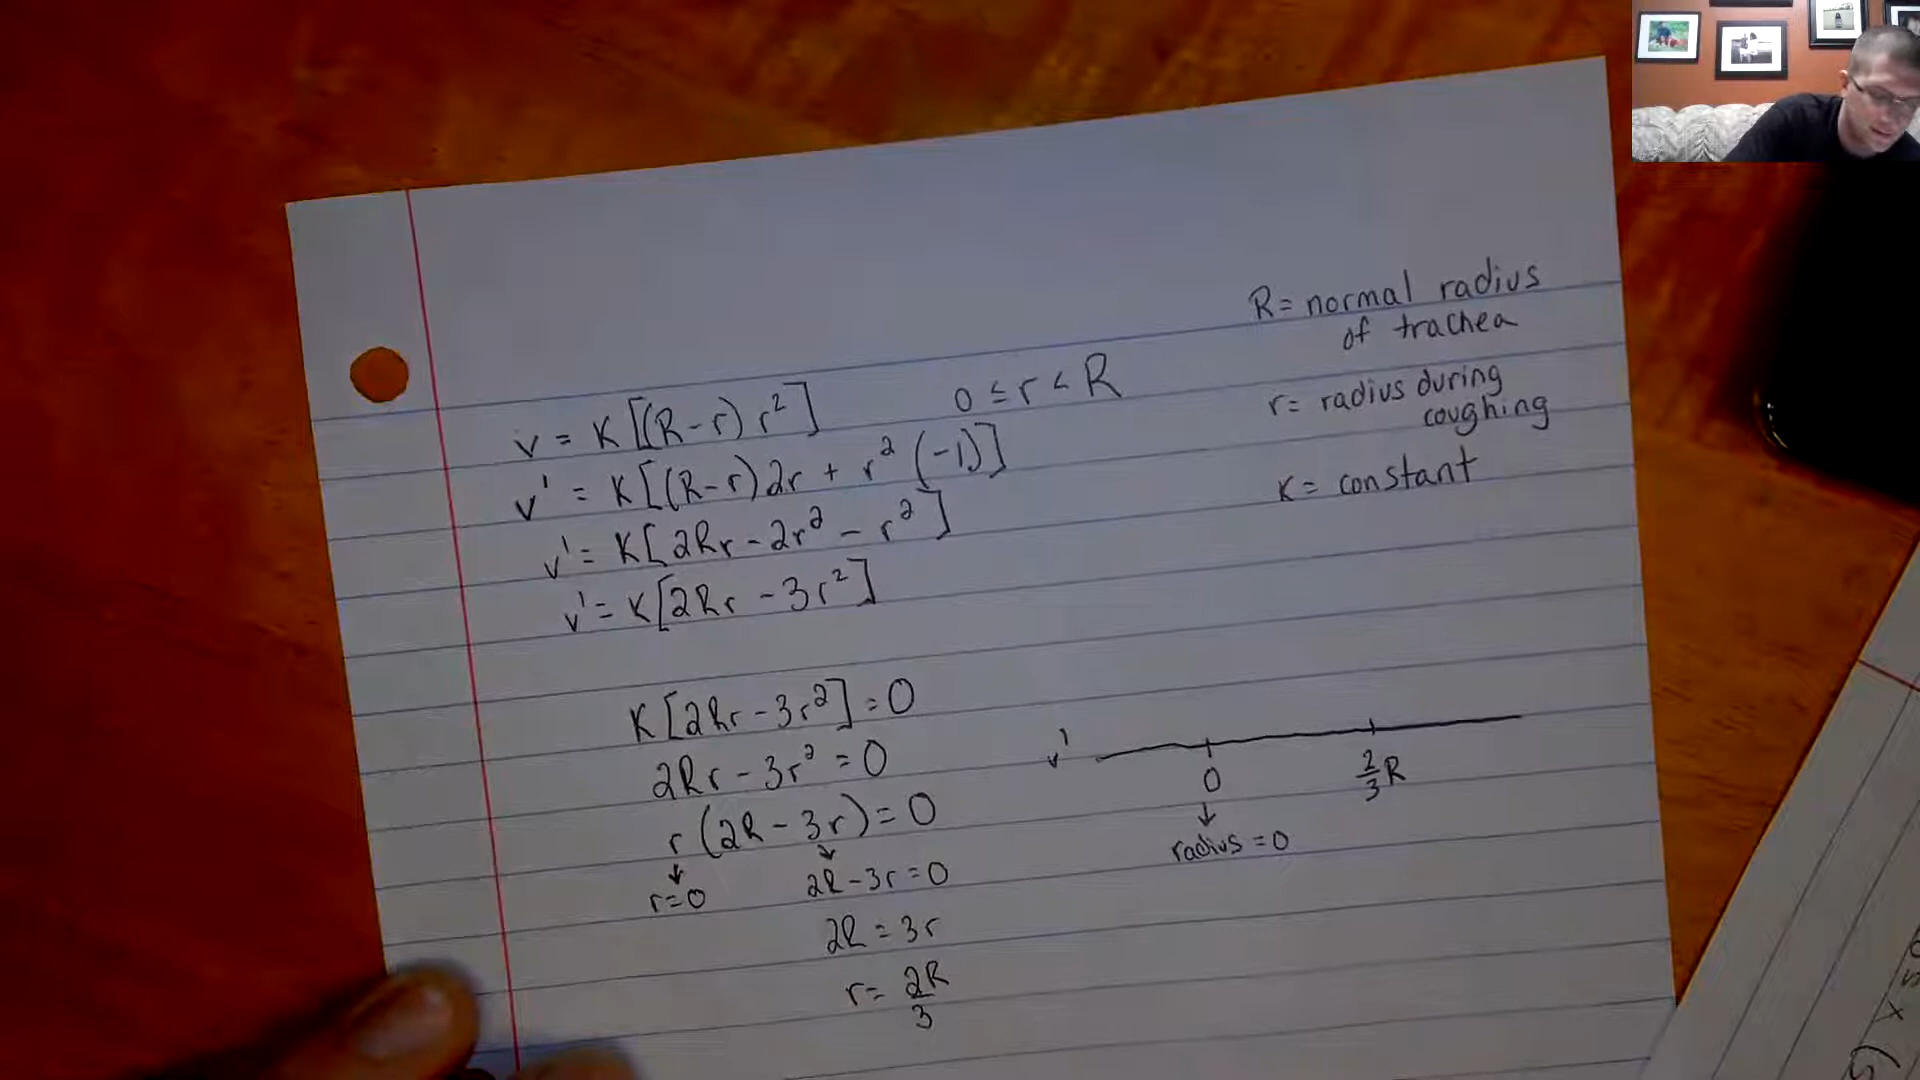 R = normal radius
of trachea
v = K[(R-r) r²] 0 ≤ r < R
r = radius during
coughing
v' = K[(R-r)2r + r²(-1)]
K = constant
v' = K[2Rr - 2r² - r²]
v' = K[2Rr - 3r²]
K[2Rr - 3r²] = 0
2Rr - 3r² = 0
v'
0 2/3 R
r(2R - 3r) = 0
radius = 0
r = 0 2R - 3r = 0
2R = 3r
r = 2R/3